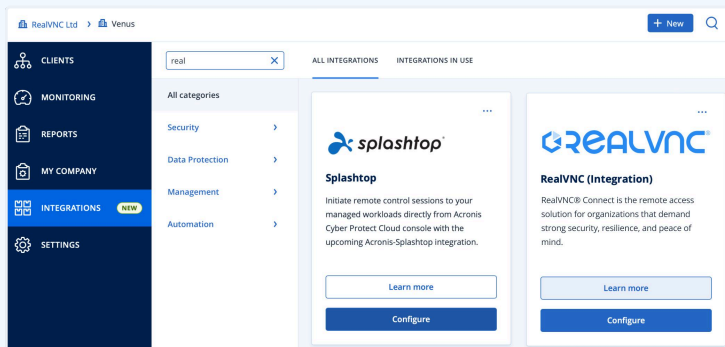 RealVNC Ltd > Venus
+ New
CLIENTS
MONITORING
REPORTS
MY COMPANY
INTEGRATIONS NEW
SETTINGS
real
All categories
Security
Data Protection
Management
Automation
ALL INTEGRATIONS INTEGRATIONS IN USE
...
splashtop
Splashtop
Initiate remote control sessions to your
managed workloads directly from Acronis
Cyber Protect Cloud console with the
upcoming Acronis-Splashtop integration.
Learn more
Configure
...
REALVNC
RealVNC (Integration)
RealVNC® Connect is the remote access
solution for organizations that demand
strong security, resilience, and peace of
mind.
Learn more
Configure